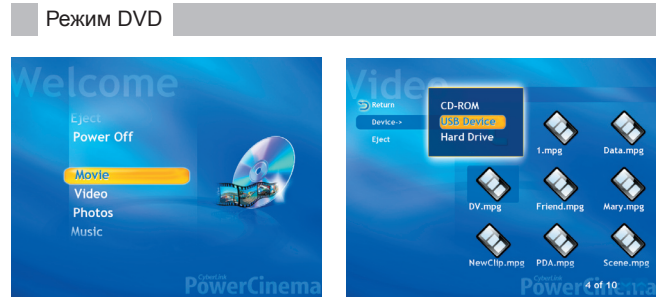 Режим DVD
Welcome
Eject
Power Off
Movie
Video
Photos
Music
CyberLink
PowerCinema
Video
Return
Device->
Eject
CD-ROM
USB Device
Hard Drive
1.mpg
Data.mpg
DV.mpg
Friend.mpg
Mary.mpg
NewClip.mpg
PDA.mpg
Scene.mpg
CyberLink
PowerCinema
4 of 10